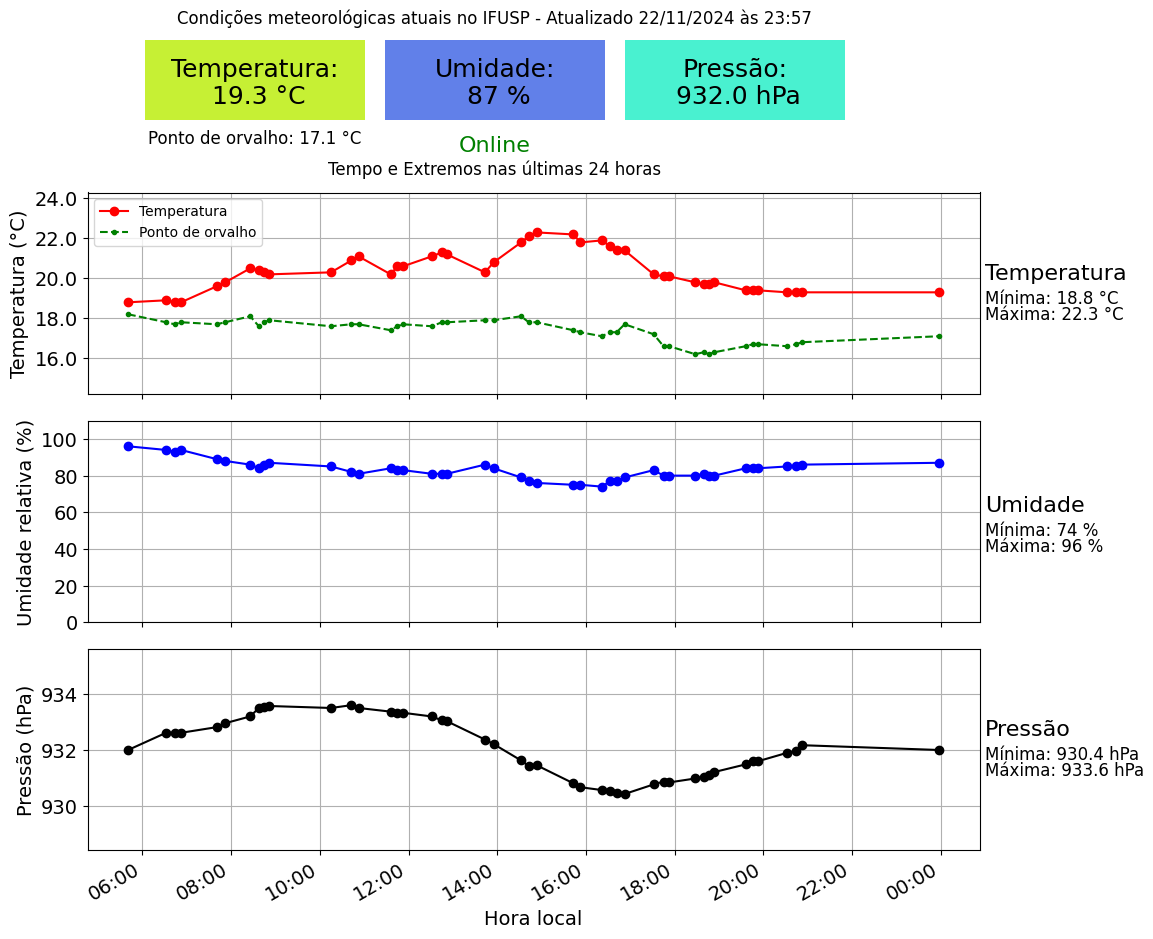 Condições meteorológicas atuais no IFUSP - Atualizado 22/11/2024 às 23:57
Temperatura:
19.3 °C
Umidade:
87 %
Pressão:
932.0 hPa
Ponto de orvalho: 17.1 °C
Online
Tempo e Extremos nas últimas 24 horas
Temperatura (°C)
24.0
22.0
20.0
18.0
16.0
Temperatura
Ponto de orvalho
Temperatura
Mínima: 18.8 °C
Máxima: 22.3 °C
Umidade relativa (%)
100
80
60
40
20
0
Umidade
Mínima: 74 %
Máxima: 96 %
Pressão (hPa)
934
932
930
Pressão
Mínima: 930.4 hPa
Máxima: 933.6 hPa
06:00 08:00 10:00 12:00 14:00 16:00 18:00 20:00 22:00 00:00
Hora local